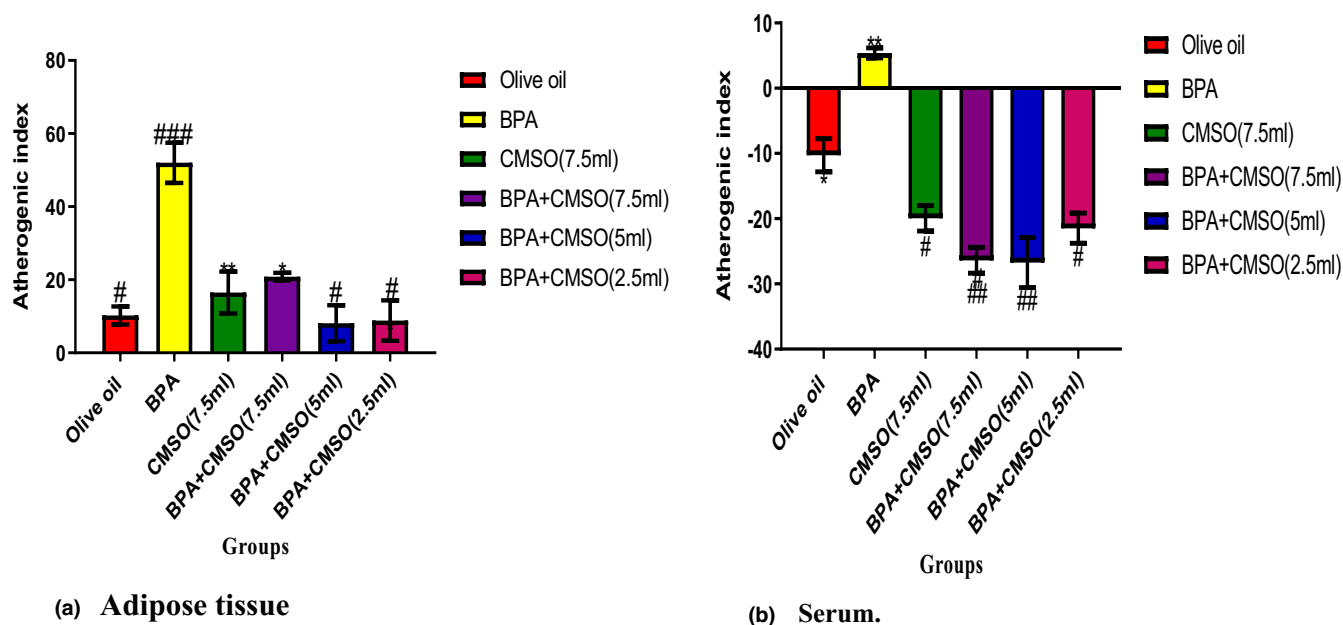 80
60
40
20
0
Atherogenic index
#
###
**
*
#
#
*
Olive oil
BPA
CMSO(7.5ml)
BPA+CMSO(7.5ml)
BPA+CMSO(5ml)
BPA+CMSO(2.5ml)
Groups
Olive oil
BPA
CMSO(7.5ml)
BPA+CMSO(7.5ml)
BPA+CMSO(5ml)
BPA+CMSO(2.5ml)
(a) Adipose tissue
10
0
-10
-20
-30
-40
Atherogenic index
*
**
#
#
##
##
#
Olive oil
BPA
CMSO(7.5ml)
BPA+CMSO(7.5ml)
BPA+CMSO(5ml)
BPA+CMSO(2.5ml)
Groups
Olive oil
BPA
CMSO(7.5ml)
BPA+CMSO(7.5ml)
BPA+CMSO(5ml)
BPA+CMSO(2.5ml)
(b) Serum.